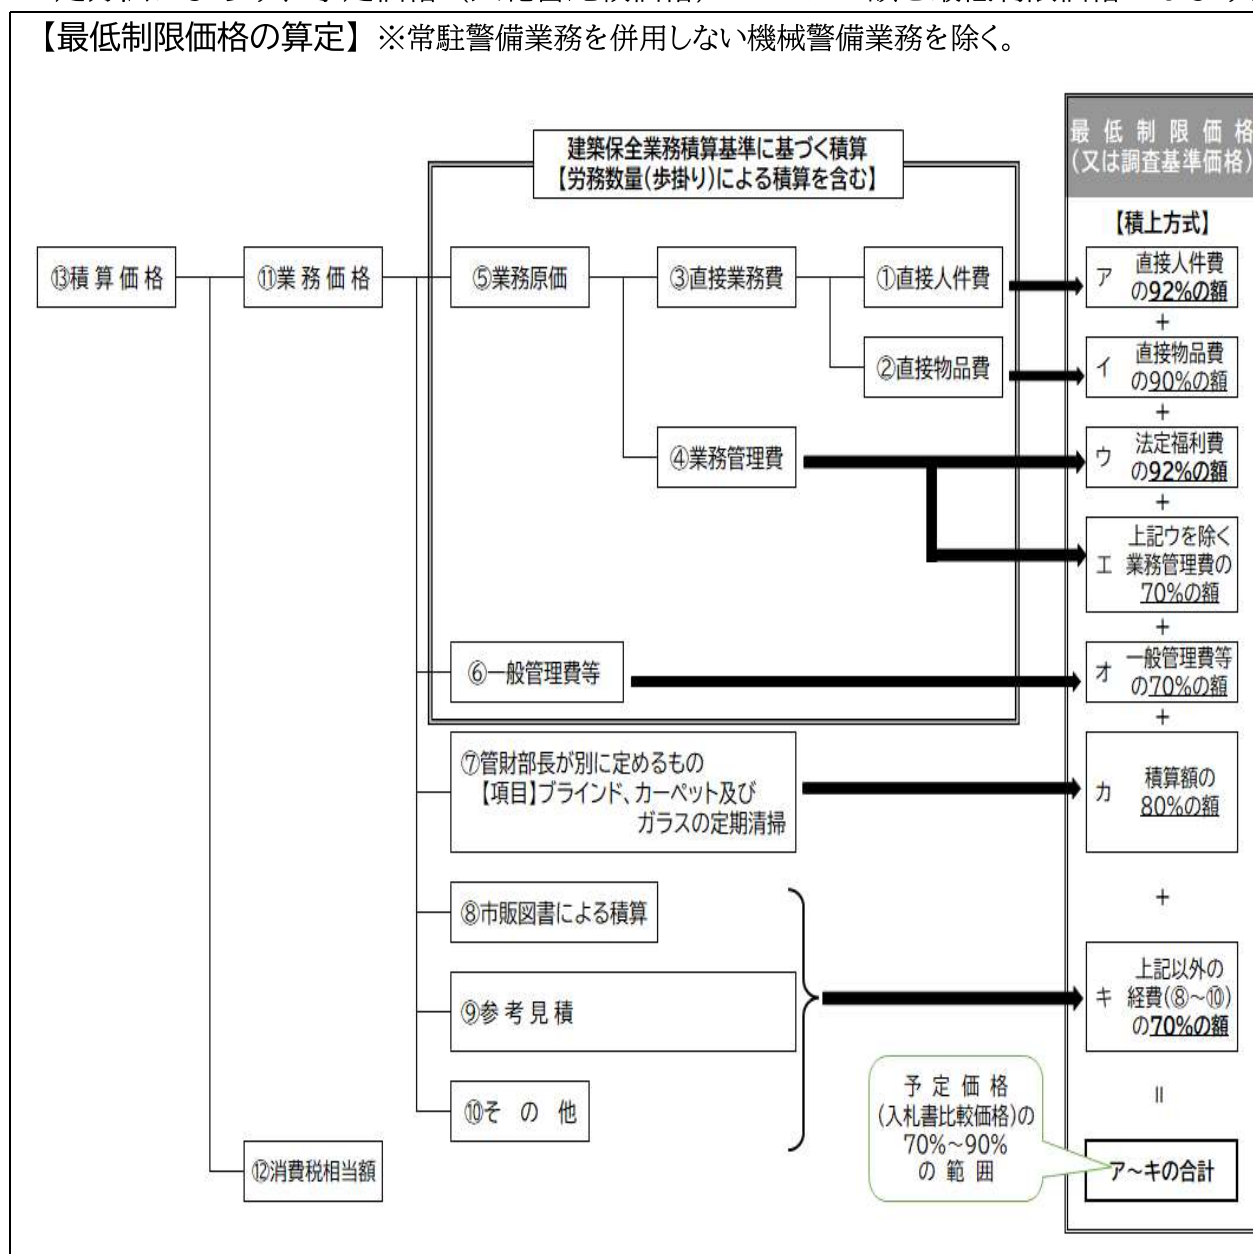 【最低制限価格の算定】※常駐警備業務を併用しない機械警備業務を除く。
建築保全業務積算基準に基づく積算
【労務数量(歩掛り)による積算を含む】
最低制限価格
(又は調査基準価格)
【積上方式】
⑬積算価格
⑪業務価格
⑤業務原価
③直接業務費
①直接人件費
ア
直接人件費
の92%の額
+
②直接物品費
イ
直接物品費
の90%の額
+
④業務管理費
ウ
法定福利費
の92%の額
+
エ
上記ウを除く
業務管理費の
70%の額
+
⑥一般管理費等
オ
一般管理費等
の70%の額
+
⑦管財部長が別に定めるもの
【項目】ブラインド、カーペット及び
ガラスの定期清掃
カ
積算額の
80%の額
+
⑧市販図書による積算
⑨参考見積
キ
上記以外の
経費(⑧～⑩)
の70%の額
⑩その他
予定価格
(入札書比較価格)の
70%～90%
の範囲
=
⑫消費税相当額
ア～キの合計